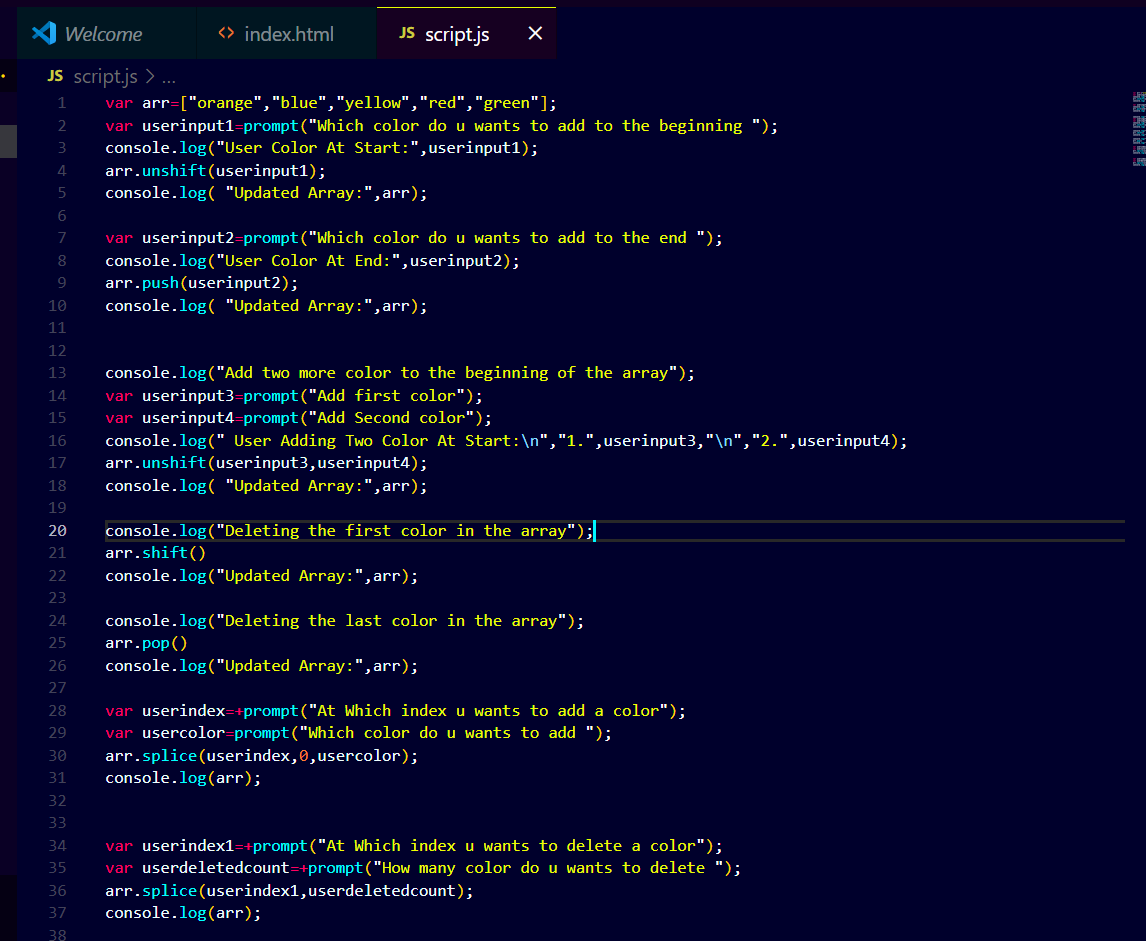 Welcome
<> index.html
JS script.js ×
JS script.js > ...
1 var arr=["orange","blue","yellow","red","green"];
2 var userinput1=prompt("Which color do u wants to add to the beginning ");
3 console.log("User Color At Start:",userinput1);
4 arr.unshift(userinput1);
5 console.log( "Updated Array:",arr);
6
7 var userinput2=prompt("Which color do u wants to add to the end ");
8 console.log("User Color At End:",userinput2);
9 arr.push(userinput2);
10 console.log( "Updated Array:",arr);
11
12
13 console.log("Add two more color to the beginning of the array");
14 var userinput3=prompt("Add first color");
15 var userinput4=prompt("Add Second color");
16 console.log(" User Adding Two Color At Start:\n","1.",userinput3,"\n","2.",userinput4);
17 arr.unshift(userinput3,userinput4);
18 console.log( "Updated Array:",arr);
19
20 console.log("Deleting the first color in the array");
21 arr.shift()
22 console.log("Updated Array:",arr);
23
24 console.log("Deleting the last color in the array");
25 arr.pop()
26 console.log("Updated Array:",arr);
27
28 var userindex=+prompt("At Which index u wants to add a color");
29 var usercolor=prompt("Which color do u wants to add ");
30 arr.splice(userindex,0,usercolor);
31 console.log(arr);
32
33
34 var userindex1=+prompt("At Which index u wants to delete a color");
35 var userdeletedcount=+prompt("How many color do u wants to delete ");
36 arr.splice(userindex1,userdeletedcount);
37 console.log(arr);
38